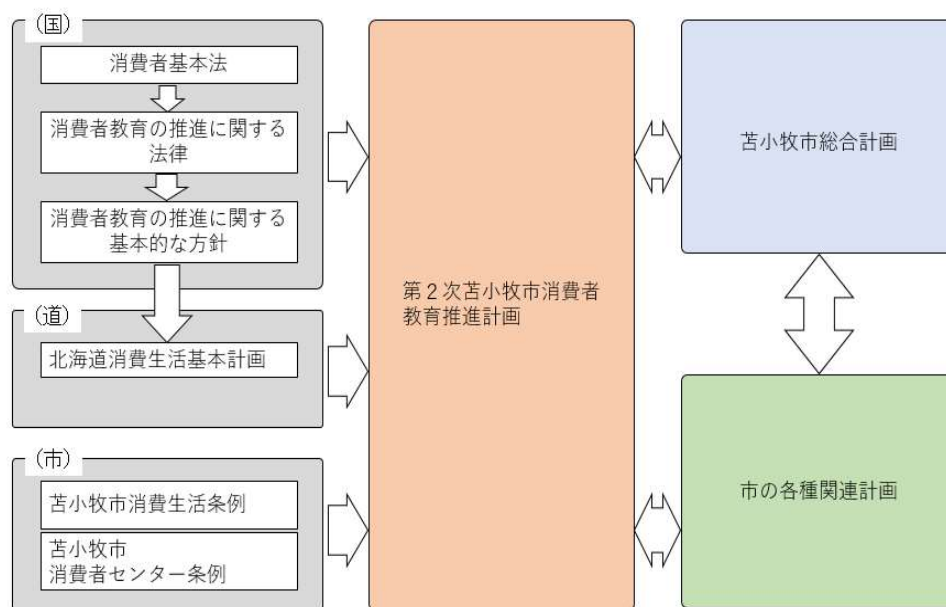 (国)
消費者基本法
消費者教育の推進に関する
法律
消費者教育の推進に関する
基本的な方針
(道)
北海道消費生活基本計画
(市)
苫小牧市消費生活条例
苫小牧市
消費者センター条例
第2次苫小牧市消費者
教育推進計画
苫小牧市総合計画
市の各種関連計画